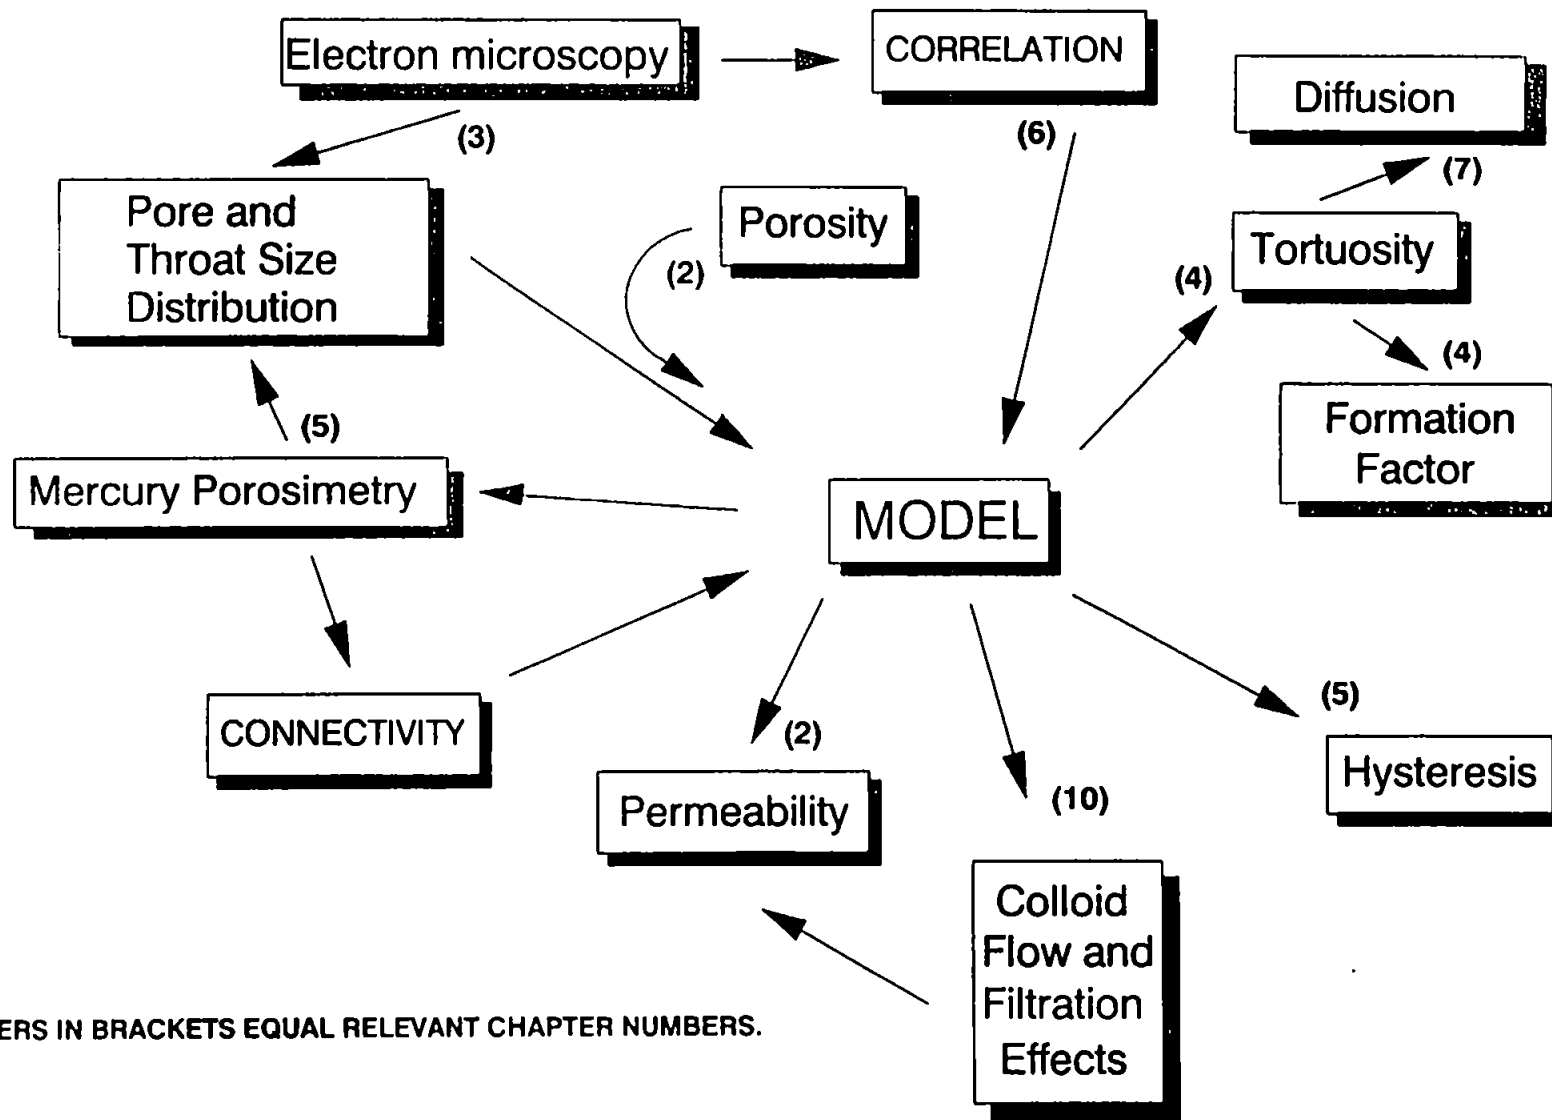 Electron microscopy
CORRELATION
Diffusion
(3)
(6)
(7)
Pore and
Throat Size
Distribution
Porosity
(2)
Tortuosity
(4)
(4)
Formation
Factor
(5)
Mercury Porosimetry
MODEL
CONNECTIVITY
(2)
Permeability
(10)
(5)
Hysteresis
Colloid
Flow and
Filtration
Effects
ERS IN BRACKETS EQUAL RELEVANT CHAPTER NUMBERS.